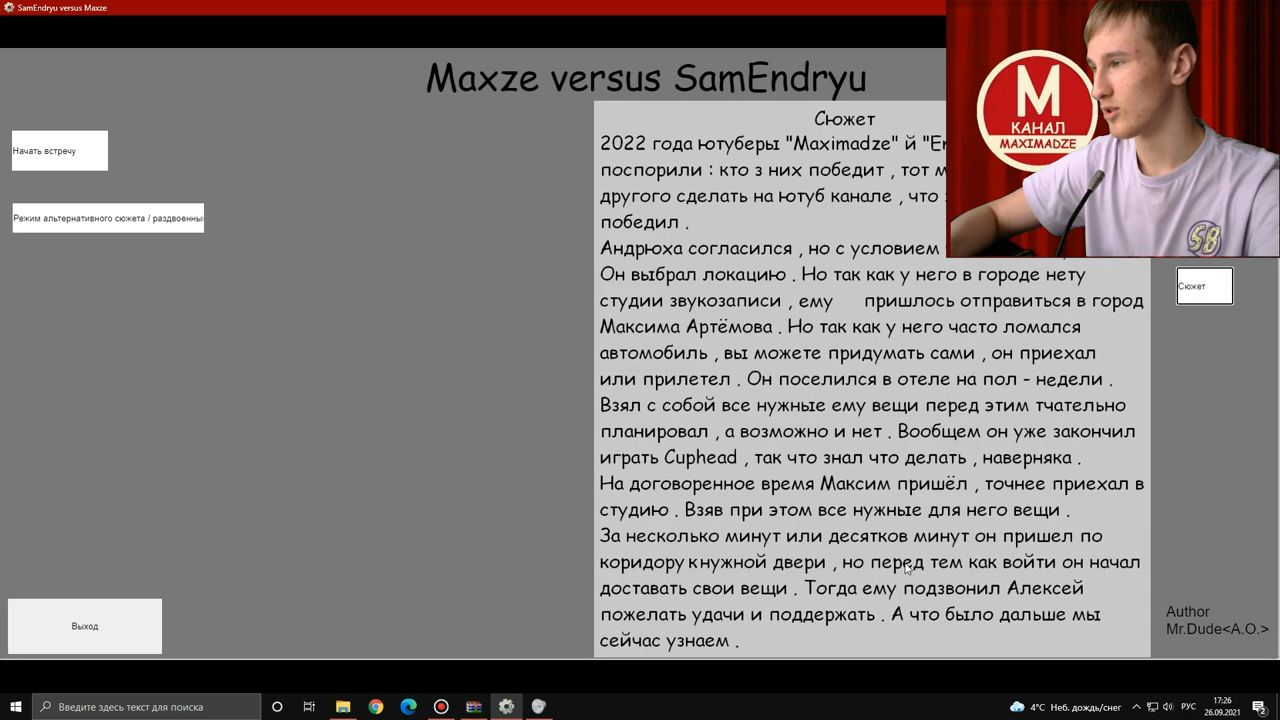 SamEndryu versus Maxze
Maxze versus SamEndryu
М
КАНАЛ
MAXIMADZE
Начать встречу
Режим альтернативного сюжета / раздвоенны
Сюжет
2022 года ютуберы "Maximadze" й "En
поспорили : кто з них победит , тот м
другого сделать на ютуб канале , что
победил .
Андрюха согласился , но с условием
Он выбрал локацию . Но так как у него в городе нету
студии звукозаписи , ему пришлось отправиться в город
Максима Артёмова . Но так как у него часто ломался
автомобиль , вы можете придумать сами , он приехал
или прилетел . Он поселился в отеле на пол - недели .
Взял с собой все нужные ему вещи перед этим тчательно
планировал , а возможно и нет . Вообщем он уже закончил
играть Cuphead , так что знал что делать , наверняка .
На договоренное время Максим пришёл , точнее приехал в
студию . Взяв при этом все нужные для него вещи .
За несколько минут или десятков минут он пришел по
коридору к нужной двери , но перед тем как войти он начал
доставать свои вещи . Тогда ему подзвонил Алексей
пожелать удачи и поддержать . А что было дальше мы
сейчас узнаем .
Сюжет
Выход
Author
Mr.Dude<A.O.>
Введите здесь текст для поиска
4°C Неб. дождь/снег
РУС
17:26
26.09.2021
2